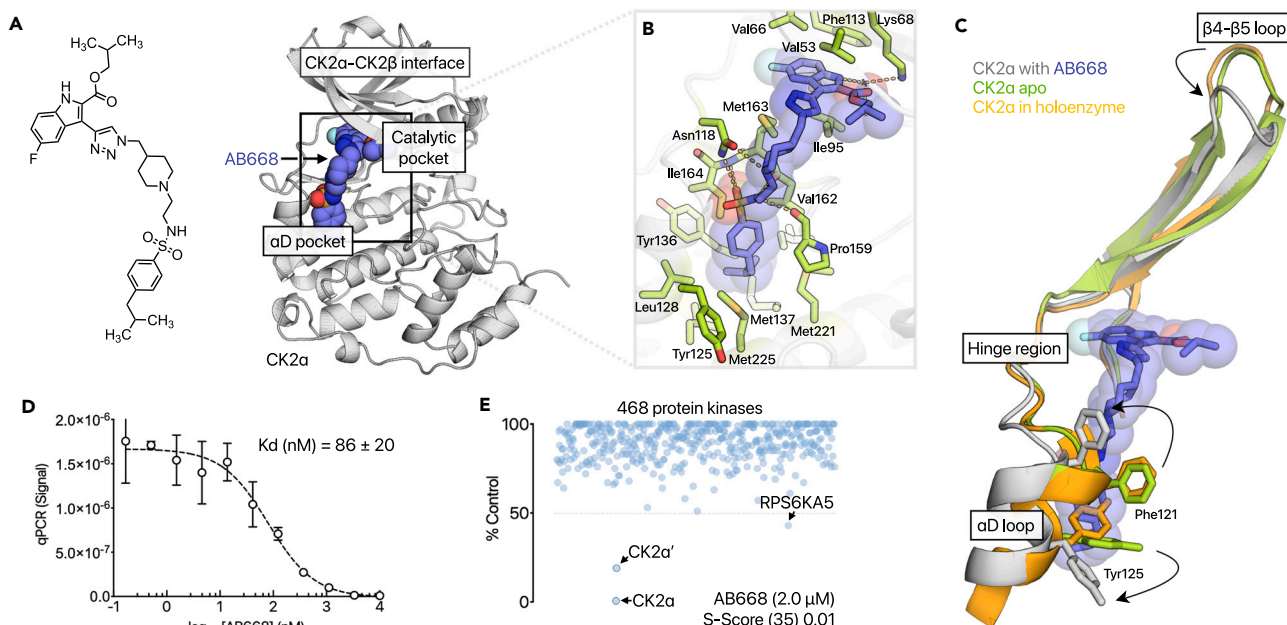 A
CH3
H3C
O
O
HN
F
N
N=N
N
NH
O=S=O
CH3
CH3
CK2α–CK2β interface
Catalytic
pocket
AB668
αD pocket
CK2α
B
Phe113
Lys68
Val66
Val53
Met163
Asn118
Ile95
Ile164
Val162
Tyr136
Pro159
Leu128
Met137
Met221
Tyr125
Met225
C
β4-β5 loop
CK2α with AB668
CK2α apo
CK2α in holoenzyme
Hinge region
Phe121
αD loop
Tyr125
D
2.0×10-6
1.5×10-6
1.0×10-6
5.0×10-7
0.0
qPCR (Signal)
Kd (nM) = 86 ± 20
-1 0 1 2 3 4
E
468 protein kinases
100
50
0
% Control
RPS6KA5
CK2α′
CK2α
AB668 (2.0 µM)
S-Score (35) 0.01